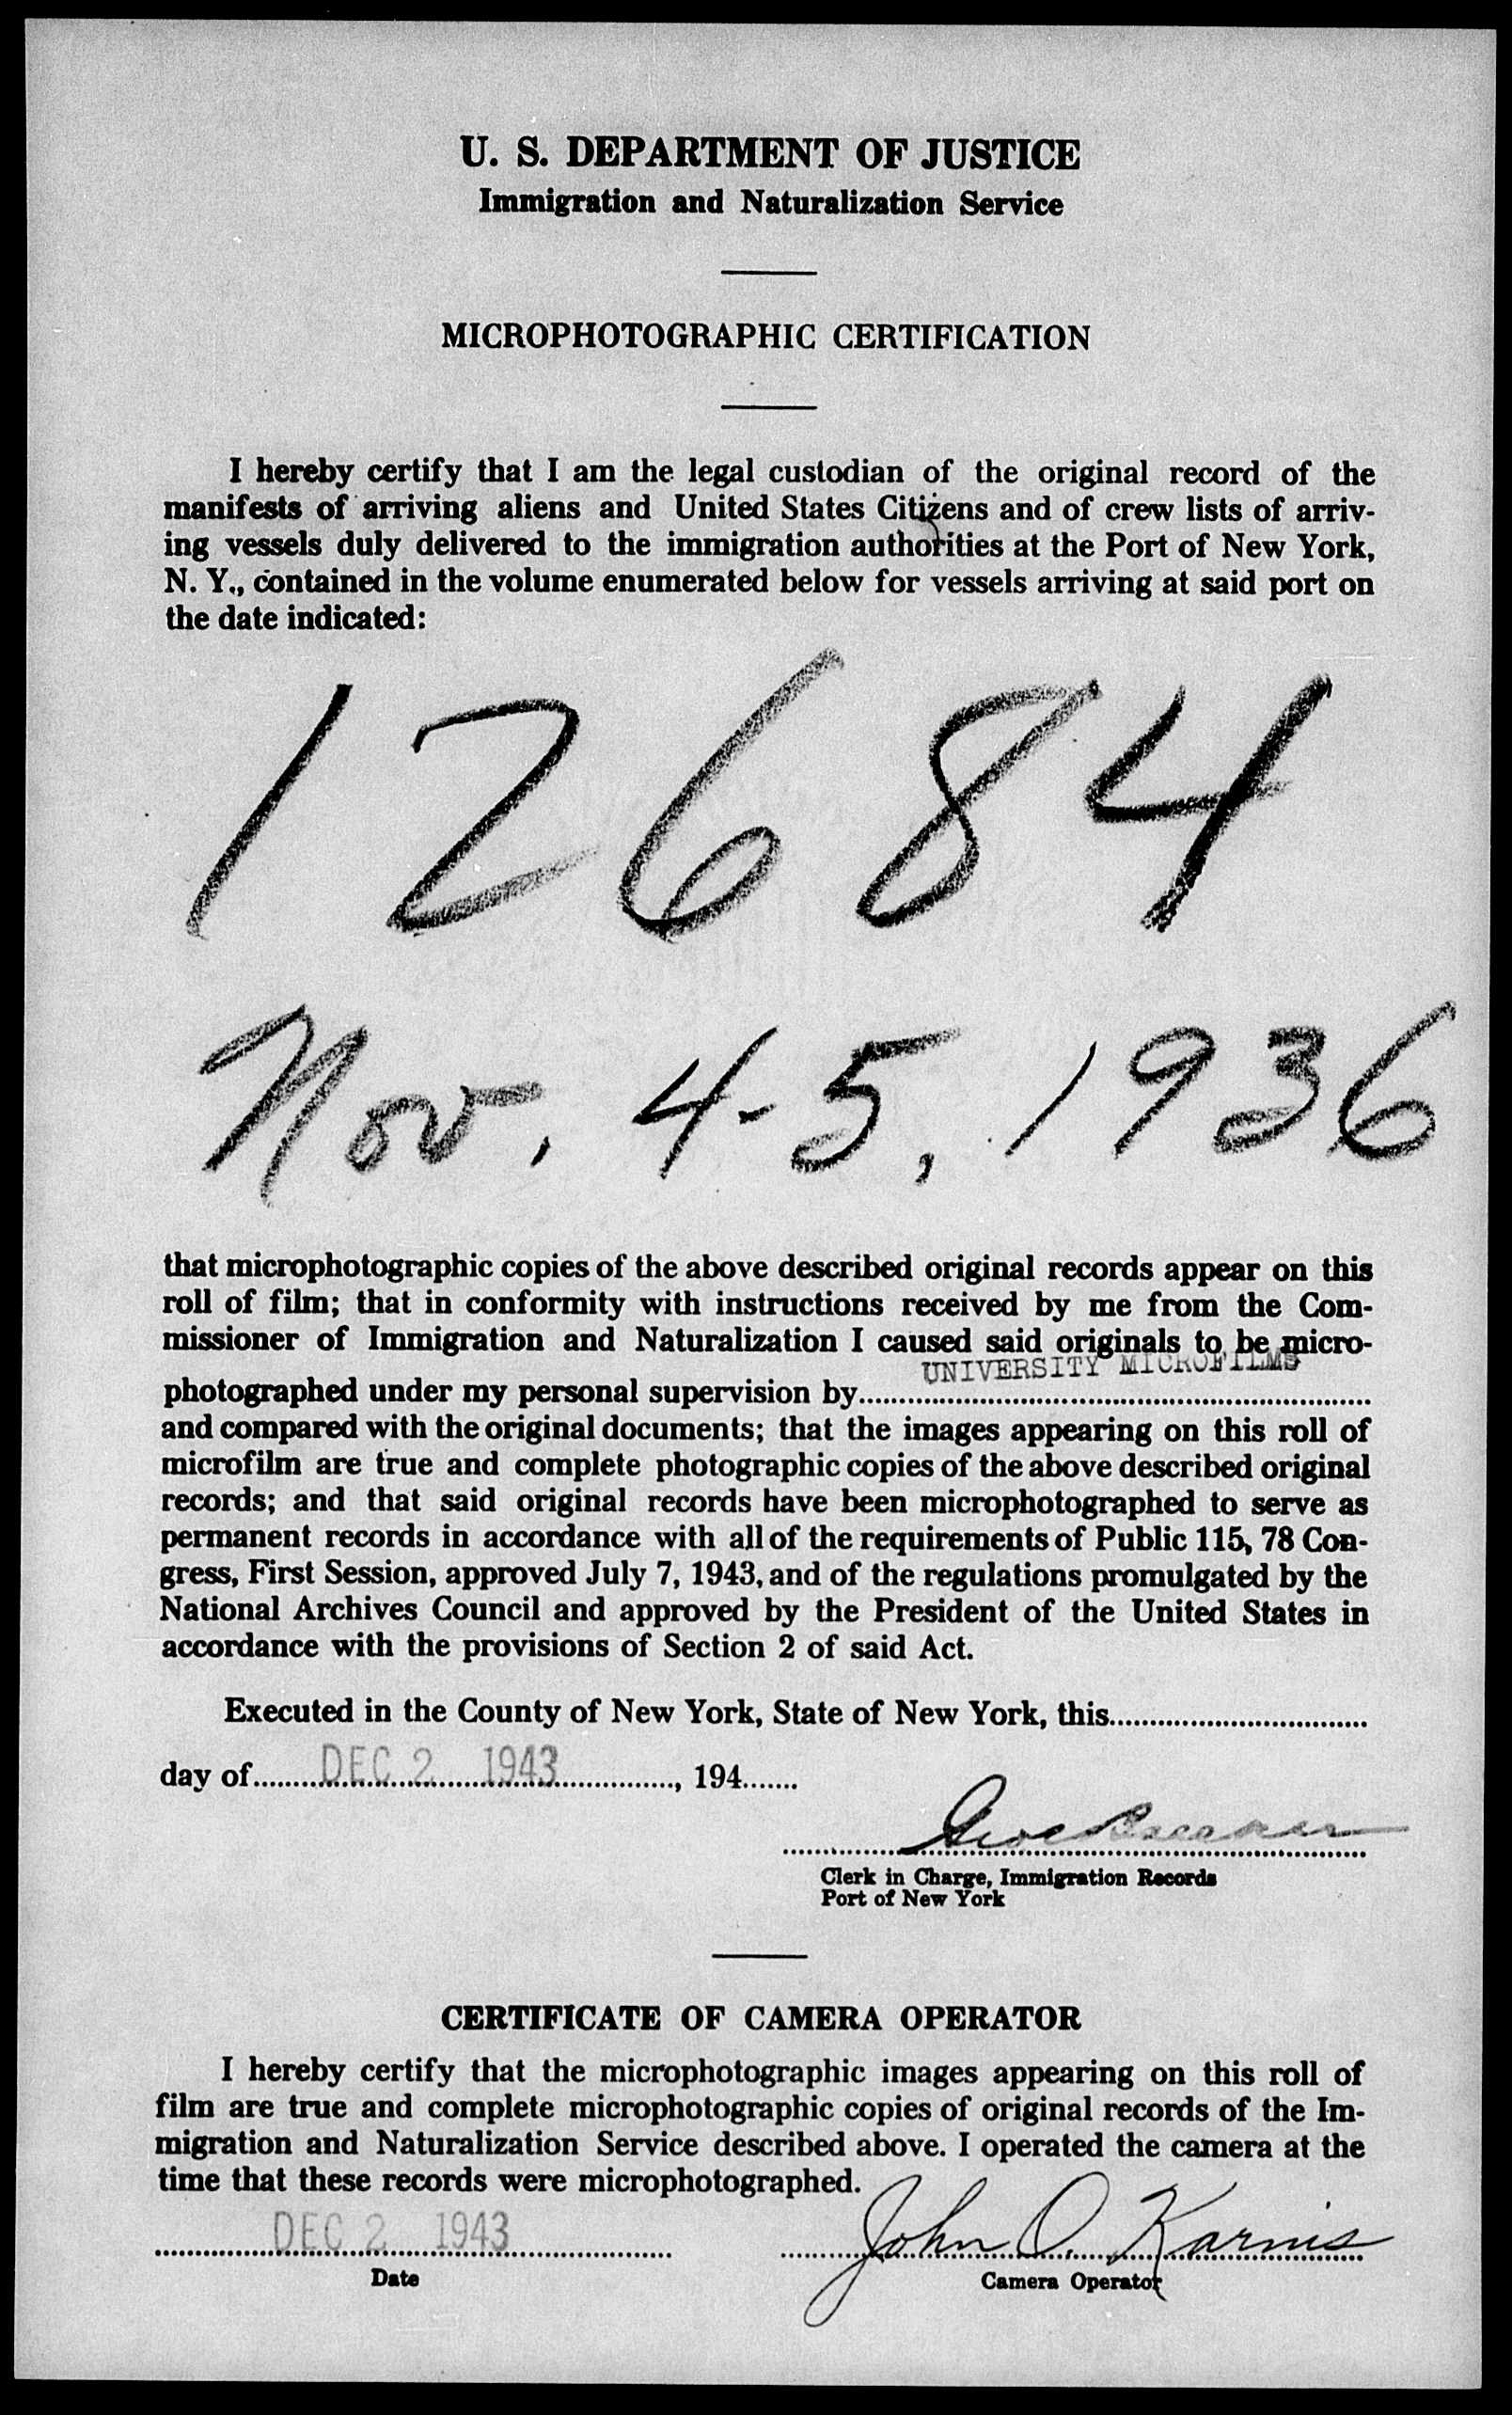 U. S. DEPARTMENT OF JUSTICE
Immigration and Naturalization Service
MICROPHOTOGRAPHIC CERTIFICATION
I hereby certify that I am the legal custodian of the original record of the
manifests of arriving aliens and United States Citizens and of crew lists of arriv-
ing vessels duly delivered to the immigration authorities at the Port of New York,
N. Y., contained in the volume enumerated below for vessels arriving at said port on
the date indicated:
12684
Nov. 4-5, 1936
that microphotographic copies of the above described original records appear on this
roll of film; that in conformity with instructions received by me from the Com-
missioner of Immigration and Naturalization I caused said originals to be micro-
UNIVERSITY MICROFILMS
photographed under my personal supervision by
and compared with the original documents; that the images appearing on this roll of
microfilm are true and complete photographic copies of the above described original
records; and that said original records have been microphotographed to serve as
permanent records in accordance with all of the requirements of Public 115, 78 Con-
gress, First Session, approved July 7, 1943, and of the regulations promulgated by the
National Archives Council and approved by the President of the United States in
accordance with the provisions of Section 2 of said Act.
Executed in the County of New York, State of New York, this
day of DEC 2 1943, 194
Clerk in Charge, Immigration Records
Port of New York
CERTIFICATE OF CAMERA OPERATOR
I hereby certify that the microphotographic images appearing on this roll of
film are true and complete microphotographic copies of original records of the Im-
migration and Naturalization Service described above. I operated the camera at the
time that these records were microphotographed.
DEC 2 1943 John O. Karnis
Date Camera Operator